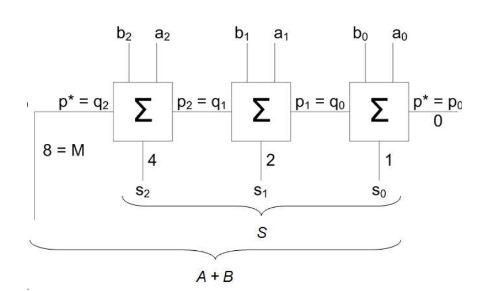 b₂ a₂ b₁ a₁ b₀ a₀
p* = q₂ Σ p₂ = q₁ Σ p₁ = q₀ Σ p* = p₀
0
8 = M 4 2 1
s₂ s₁ s₀
S
A + B